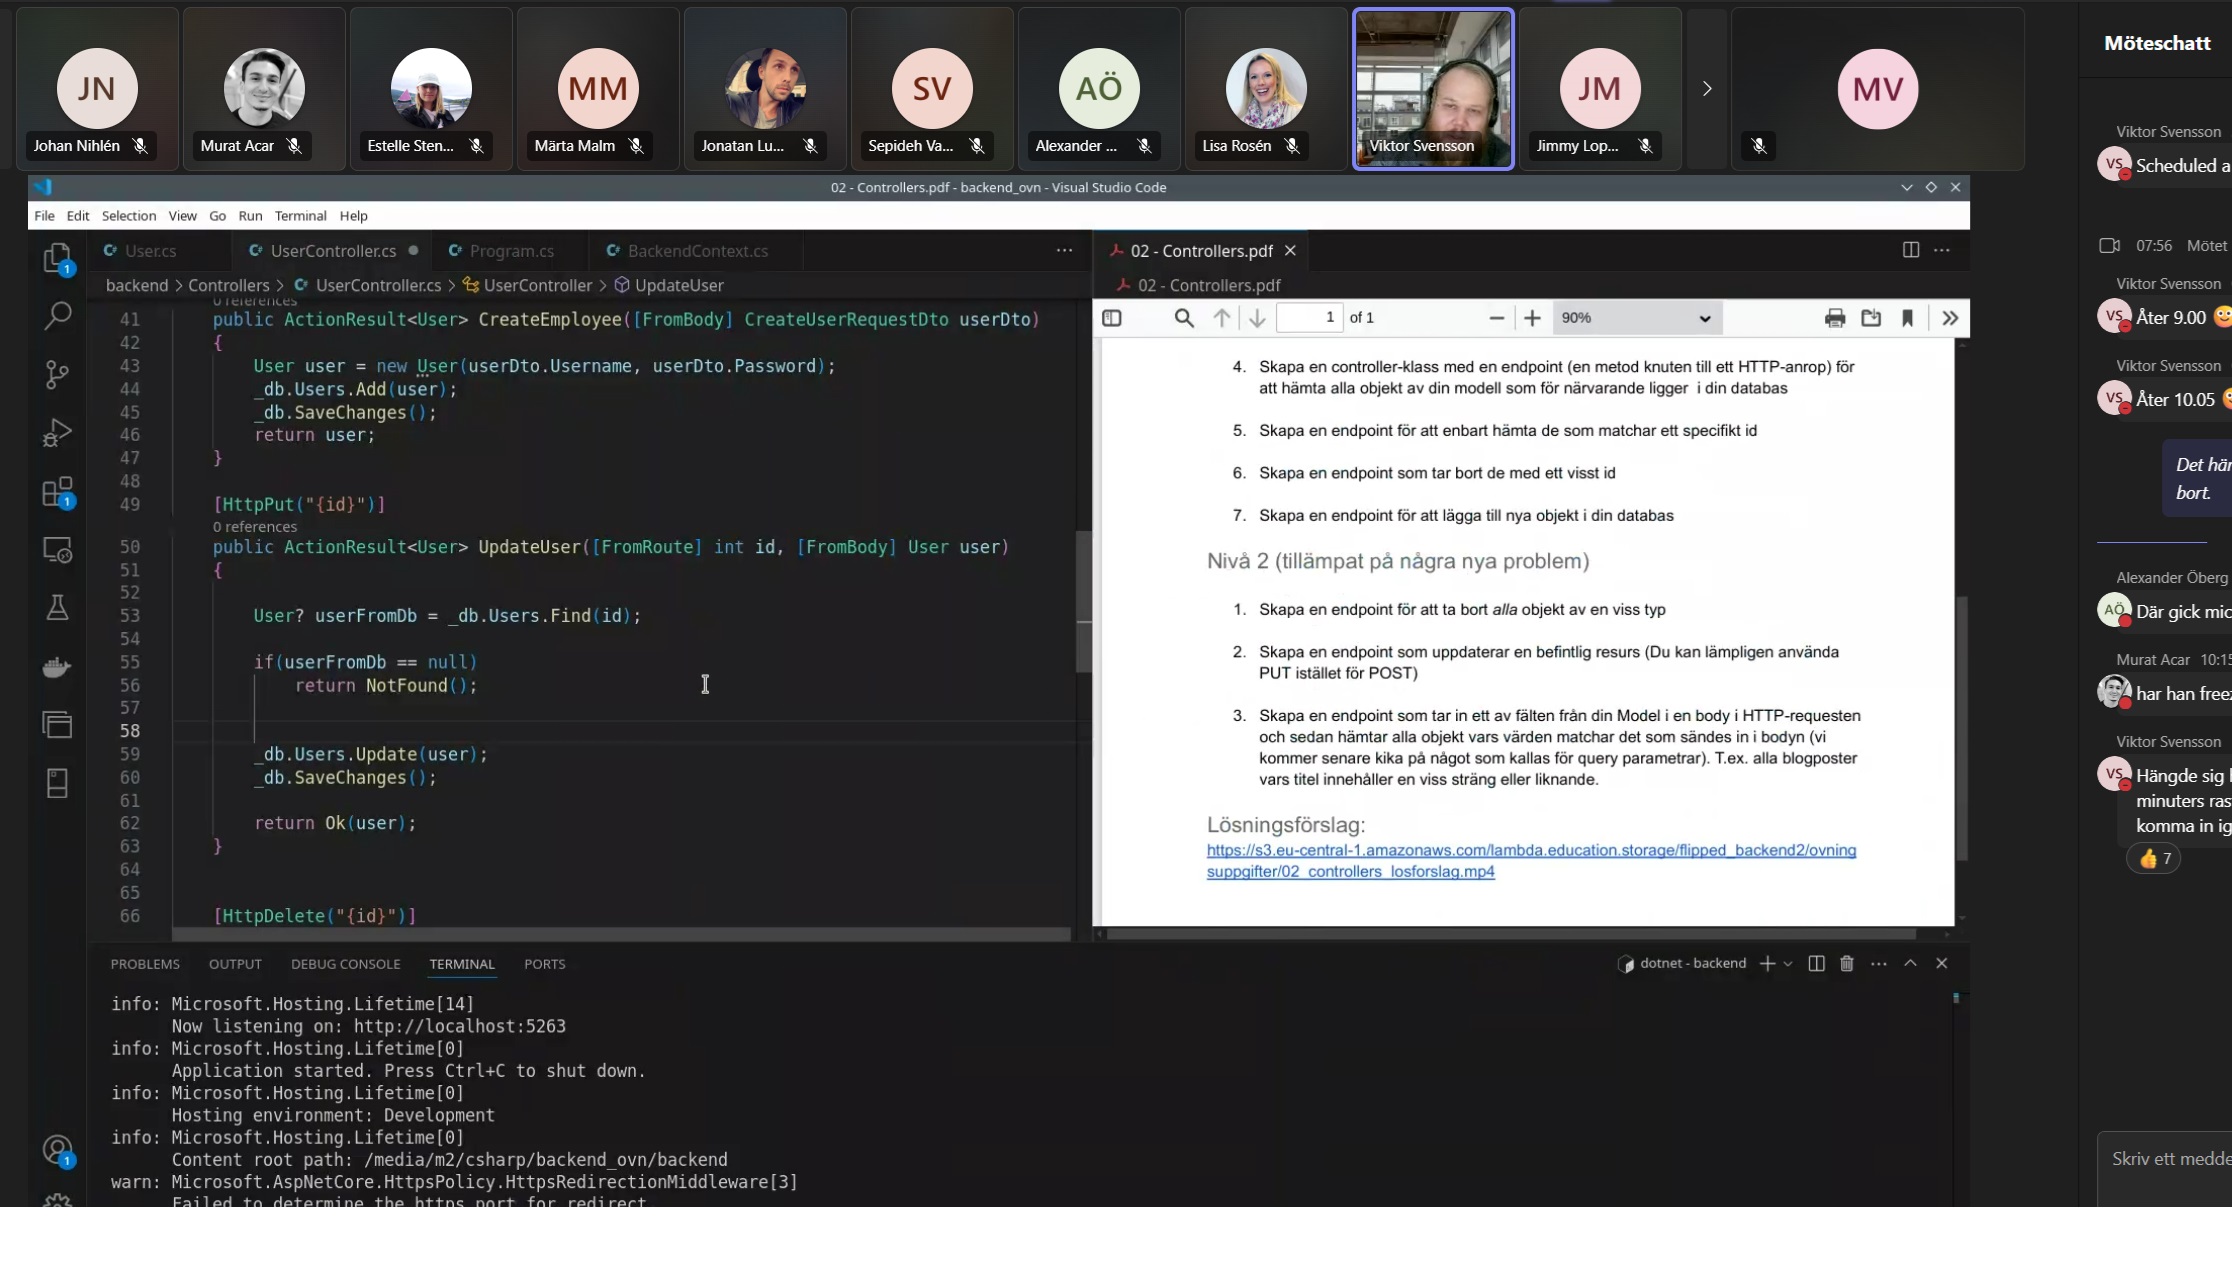 JN
Johan Nihlén
Murat Acar
Estelle Sten...
MM
Märta Malm
Jonatan Lu...
SV
Sepideh Va...
AÖ
Alexander ...
Lisa Rosén
Viktor Svensson
JM
Jimmy Lop...
MV
02 - Controllers.pdf - backend_ovn - Visual Studio Code
File Edit Selection View Go Run Terminal Help
User.cs
UserController.cs
Program.cs
BackendContext.cs
backend > Controllers > UserController.cs > UserController > UpdateUser
0 references
41 public ActionResult<User> CreateEmployee([FromBody] CreateUserRequestDto userDto)
42 {
43 User user = new User(userDto.Username, userDto.Password);
44 _db.Users.Add(user);
45 _db.SaveChanges();
46 return user;
47 }
48
49 [HttpPut("{id}")]
0 references
50 public ActionResult<User> UpdateUser([FromRoute] int id, [FromBody] User user)
51 {
52
53 User? userFromDb = _db.Users.Find(id);
54
55 if(userFromDb == null)
56 return NotFound();
57
58
59 _db.Users.Update(user);
60 _db.SaveChanges();
61
62 return Ok(user);
63 }
64
65
66 [HttpDelete("{id}")]
02 - Controllers.pdf
02 - Controllers.pdf
1 of 1
90%
4. Skapa en controller-klass med en endpoint (en metod knuten till ett HTTP-anrop) för
att hämta alla objekt av din modell som för närvarande ligger i din databas
5. Skapa en endpoint för att enbart hämta de som matchar ett specifikt id
6. Skapa en endpoint som tar bort de med ett visst id
7. Skapa en endpoint för att lägga till nya objekt i din databas
Nivå 2 (tillämpat på några nya problem)
1. Skapa en endpoint för att ta bort alla objekt av en viss typ
2. Skapa en endpoint som uppdaterar en befintlig resurs (Du kan lämpligen använda
PUT istället för POST)
3. Skapa en endpoint som tar in ett av fälten från din Model i en body i HTTP-requesten
och sedan hämtar alla objekt vars värden matchar det som sändes in i bodyn (vi
kommer senare kika på något som kallas för query parametrar). T.ex. alla blogposter
vars titel innehåller en viss sträng eller liknande.
Lösningsförslag:
https://s3.eu-central-1.amazonaws.com/lambda.education.storage/flipped_backend2/ovning
suppgifter/02_controllers_losforslag.mp4
PROBLEMS OUTPUT DEBUG CONSOLE TERMINAL PORTS
dotnet - backend
info: Microsoft.Hosting.Lifetime[14]
Now listening on: http://localhost:5263
info: Microsoft.Hosting.Lifetime[0]
Application started. Press Ctrl+C to shut down.
info: Microsoft.Hosting.Lifetime[0]
Hosting environment: Development
info: Microsoft.Hosting.Lifetime[0]
Content root path: /media/m2/csharp/backend_ovn/backend
warn: Microsoft.AspNetCore.HttpsPolicy.HttpsRedirectionMiddleware[3]
Failed to determine the https port for redirect.
Möteschatt
Viktor Svensson
VS Scheduled a
07:56 Mötet
Viktor Svensson
VS Åter 9.00
Viktor Svensson
VS Åter 10.05
Det här
bort.
Alexander Öberg
AÖ Där gick mic
Murat Acar 10:15
har han free
Viktor Svensson
VS Hängde sig
minuters ras
komma in ig
👍 7
Skriv ett medde